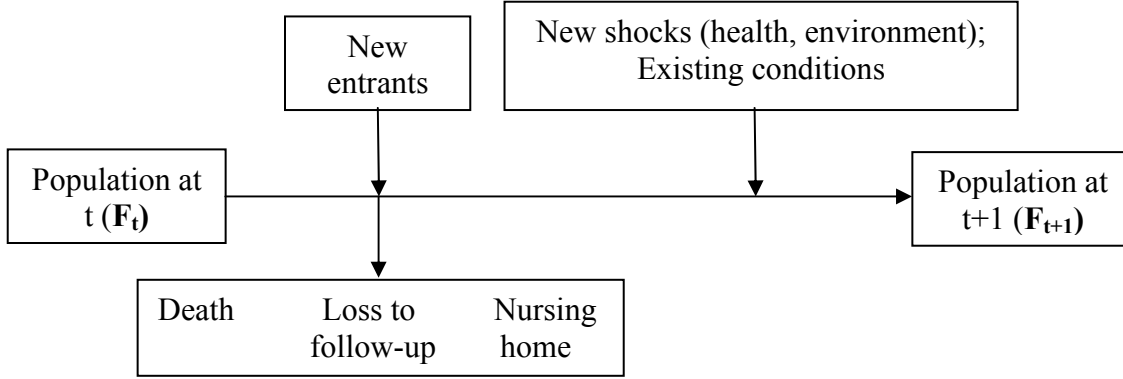 New
entrants
New shocks (health, environment);
Existing conditions
Population at
t (Fₜ)
Population at
t+1 (Fₜ₊₁)
Death Loss to Nursing
follow-up home